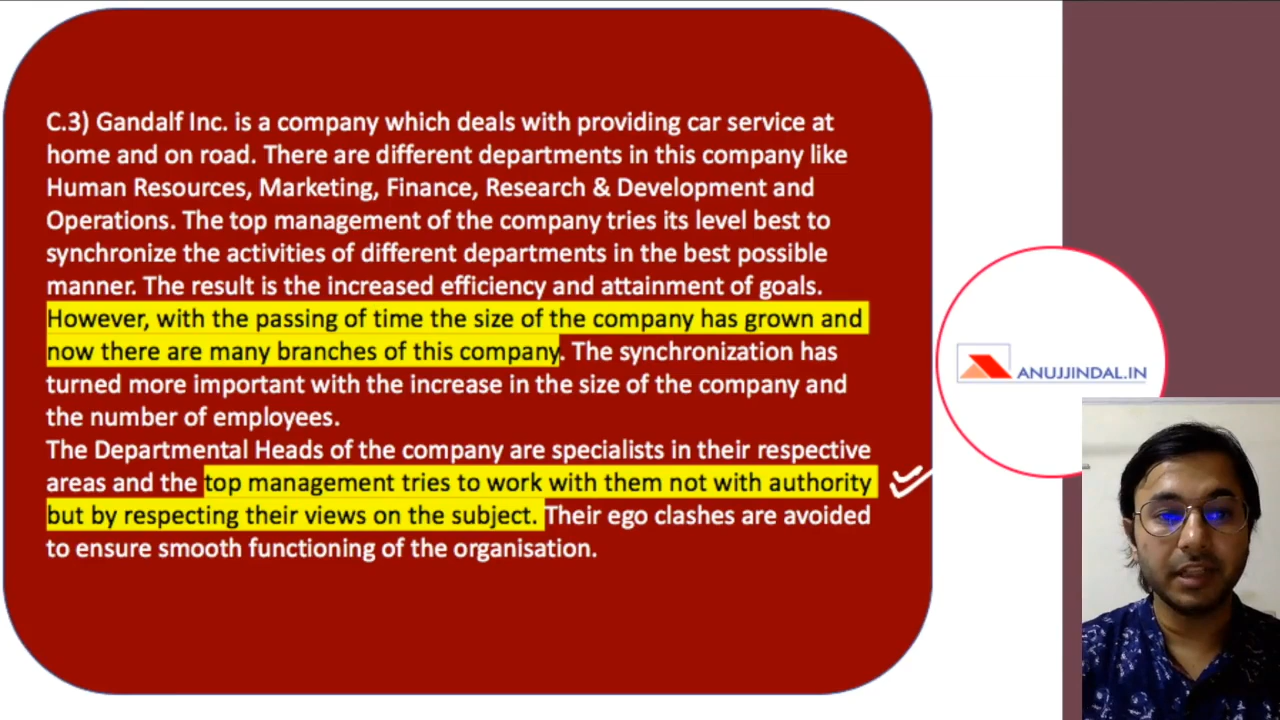 C.3) Gandalf Inc. is a company which deals with providing car service at
home and on road. There are different departments in this company like
Human Resources, Marketing, Finance, Research & Development and
Operations. The top management of the company tries its level best to
synchronize the activities of different departments in the best possible
manner. The result is the increased efficiency and attainment of goals.
However, with the passing of time the size of the company has grown and
now there are many branches of this company. The synchronization has
turned more important with the increase in the size of the company and
the number of employees.
The Departmental Heads of the company are specialists in their respective
areas and the top management tries to work with them not with authority
but by respecting their views on the subject. Their ego clashes are avoided
to ensure smooth functioning of the organisation.
ANUJJINDAL.IN